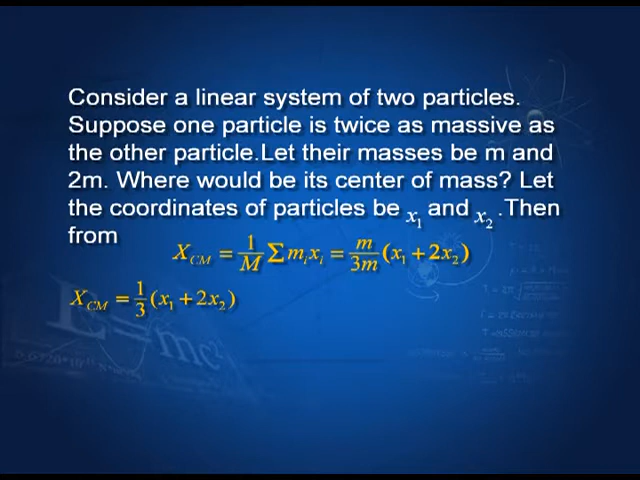 Consider a linear system of two particles.
Suppose one particle is twice as massive as
the other particle.Let their masses be m and
2m. Where would be its center of mass? Let
the coordinates of particles be x₁ and x₂ .Then
from
X_CM = 1/M Σ mᵢxᵢ = m/3m (x₁ + 2x₂)
X_CM = 1/3 (x₁ + 2x₂)
E=mc²